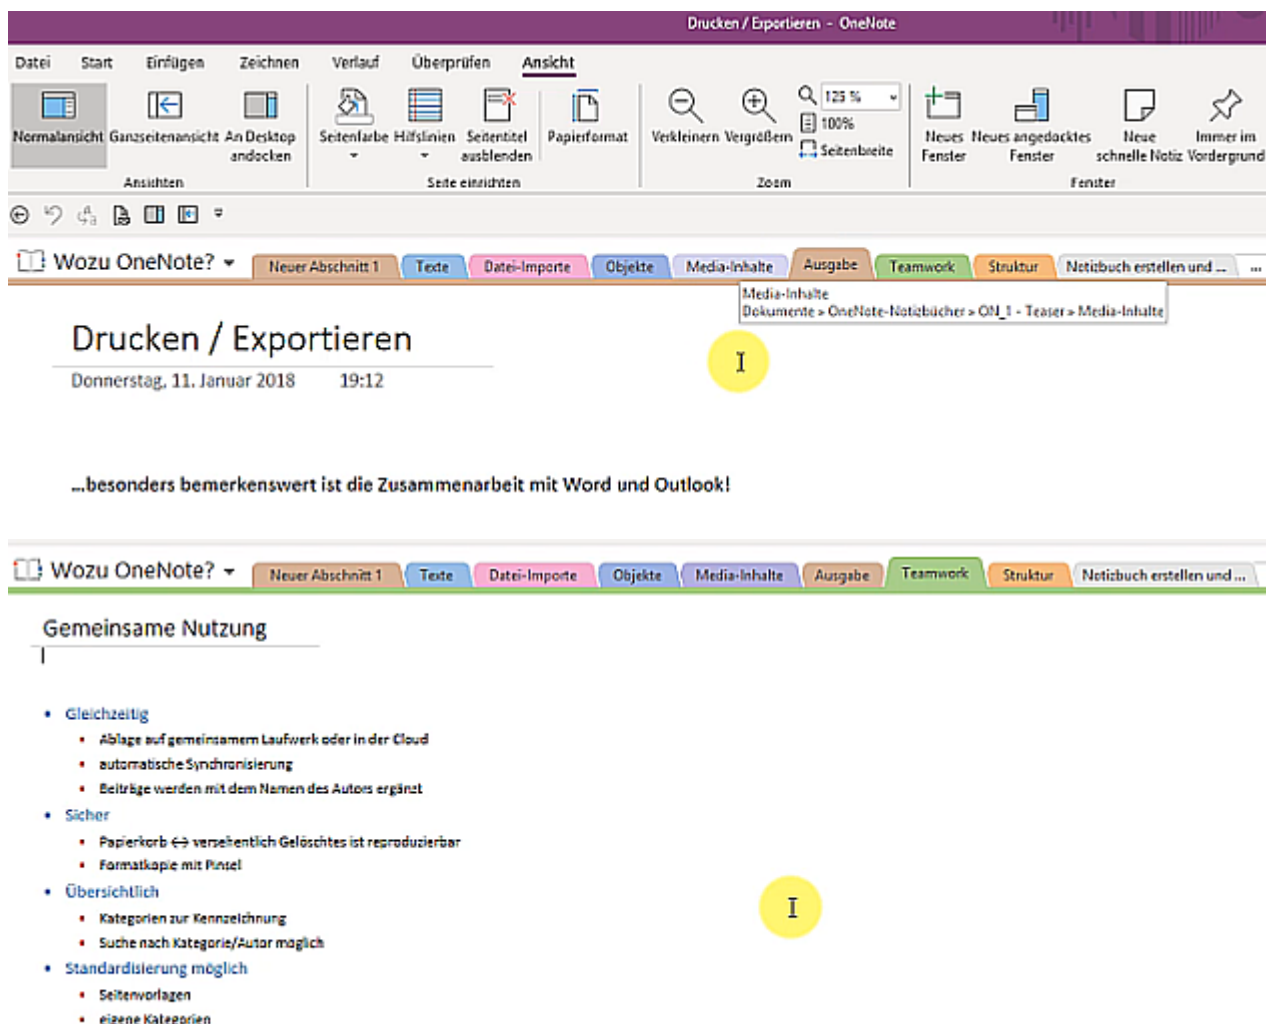 Drucken / Exportieren - OneNote
Datei Start Einfügen Zeichnen Verlauf Überprüfen Ansicht
Normalansicht Ganzseitenansicht An Desktop andocken Seitenfarbe Hilfslinien Seitentitel ausblenden Papierformat Verkleinern Vergrößern 125 % 100% Seitenbreite Neues Fenster Neues angedocktes Fenster Neue schnelle Notiz Immer im Vordergrund
Ansichten Seite einrichten Zoom Fenster
Wozu OneNote? Neuer Abschnitt 1 Texte Datei-Importe Objekte Media-Inhalte Ausgabe Teamwork Struktur Notizbuch erstellen und ... ...
Media-Inhalte
Dokumente » OneNote-Notizbücher » ON_1 - Teaser » Media-Inhalte
Drucken / Exportieren
Donnerstag, 11. Januar 2018 19:12
...besonders bemerkenswert ist die Zusammenarbeit mit Word und Outlook!
Wozu OneNote? Neuer Abschnitt 1 Texte Datei-Importe Objekte Media-Inhalte Ausgabe Teamwork Struktur Notizbuch erstellen und ...
Gemeinsame Nutzung
• Gleichzeitig
▪ Ablage auf gemeinsamem Laufwerk oder in der Cloud
▪ automatische Synchronisierung
▪ Beiträge werden mit dem Namen des Autors ergänzt
• Sicher
▪ Papierkorb <-> versehentlich Gelöschtes ist reproduzierbar
▪ Formatkopie mit Pinsel
• Übersichtlich
▪ Kategorien zur Kennzeichnung
▪ Suche nach Kategorie/Autor möglich
• Standardisierung möglich
▪ Seitenvorlagen
▪ eigene Kategorien